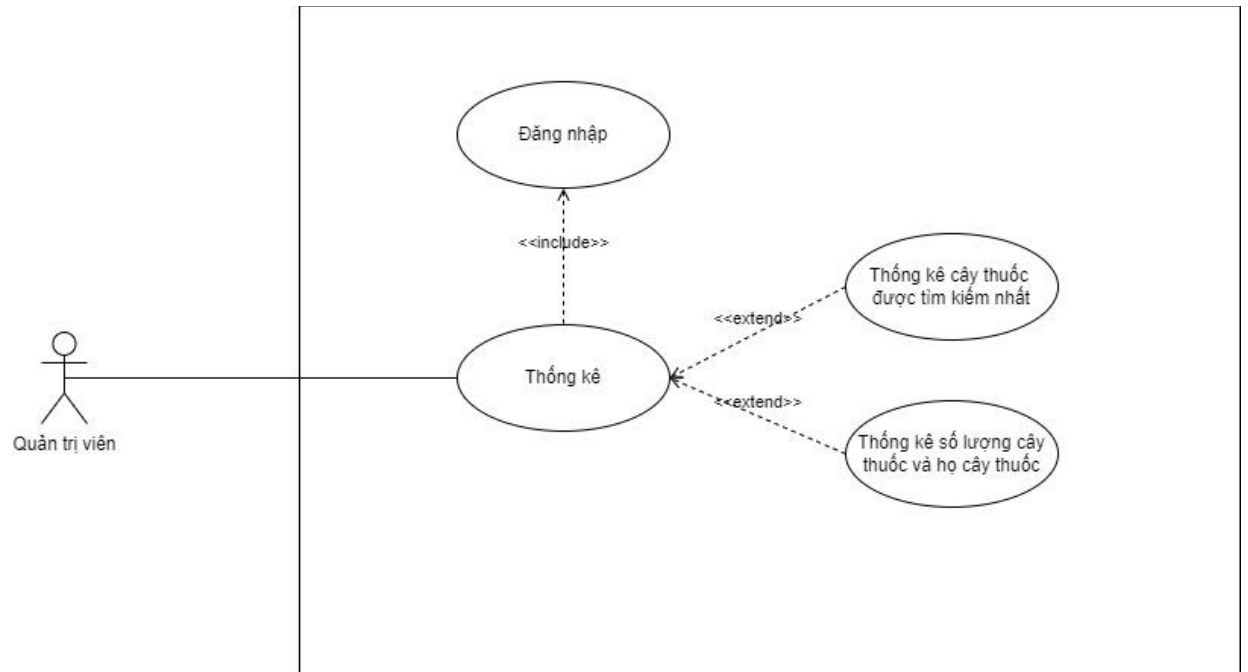 Đăng nhập
<<include>>
Thống kê cây thuốc
được tìm kiếm nhất
<<extend>>
Thống kê
<<extend>>
Quản trị viên
Thống kê số lượng cây
thuốc và họ cây thuốc